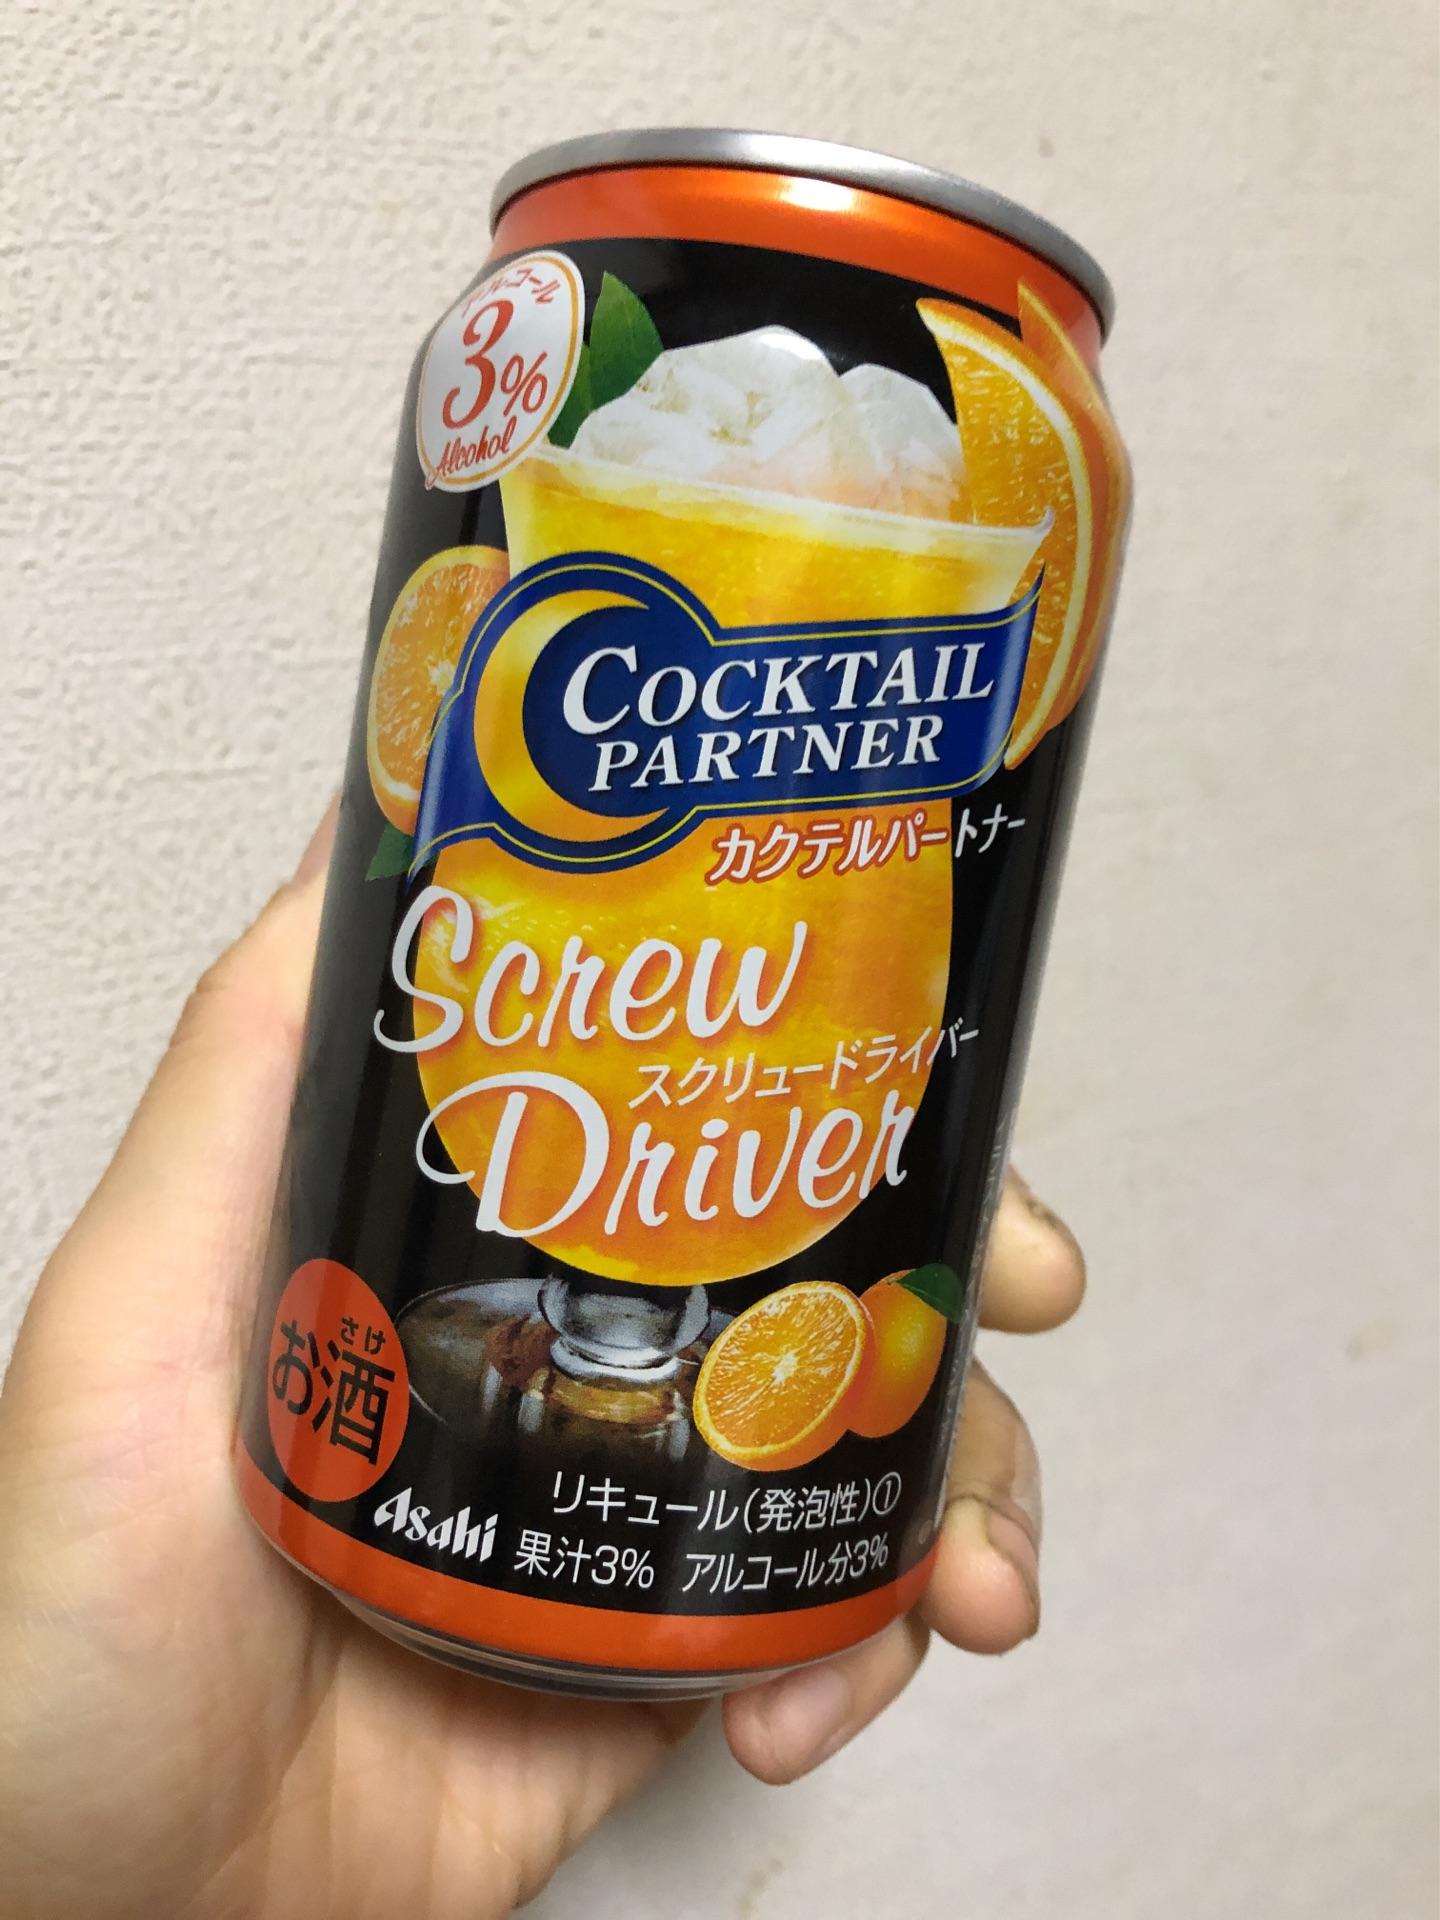 アルコール
3%
Alcohol
COCKTAIL
PARTNER
カクテルパートナー
Screw
スクリュードライバー
Driver
さけ
お酒
リキュール(発泡性)①
Asahi
果汁3% アルコール分3%